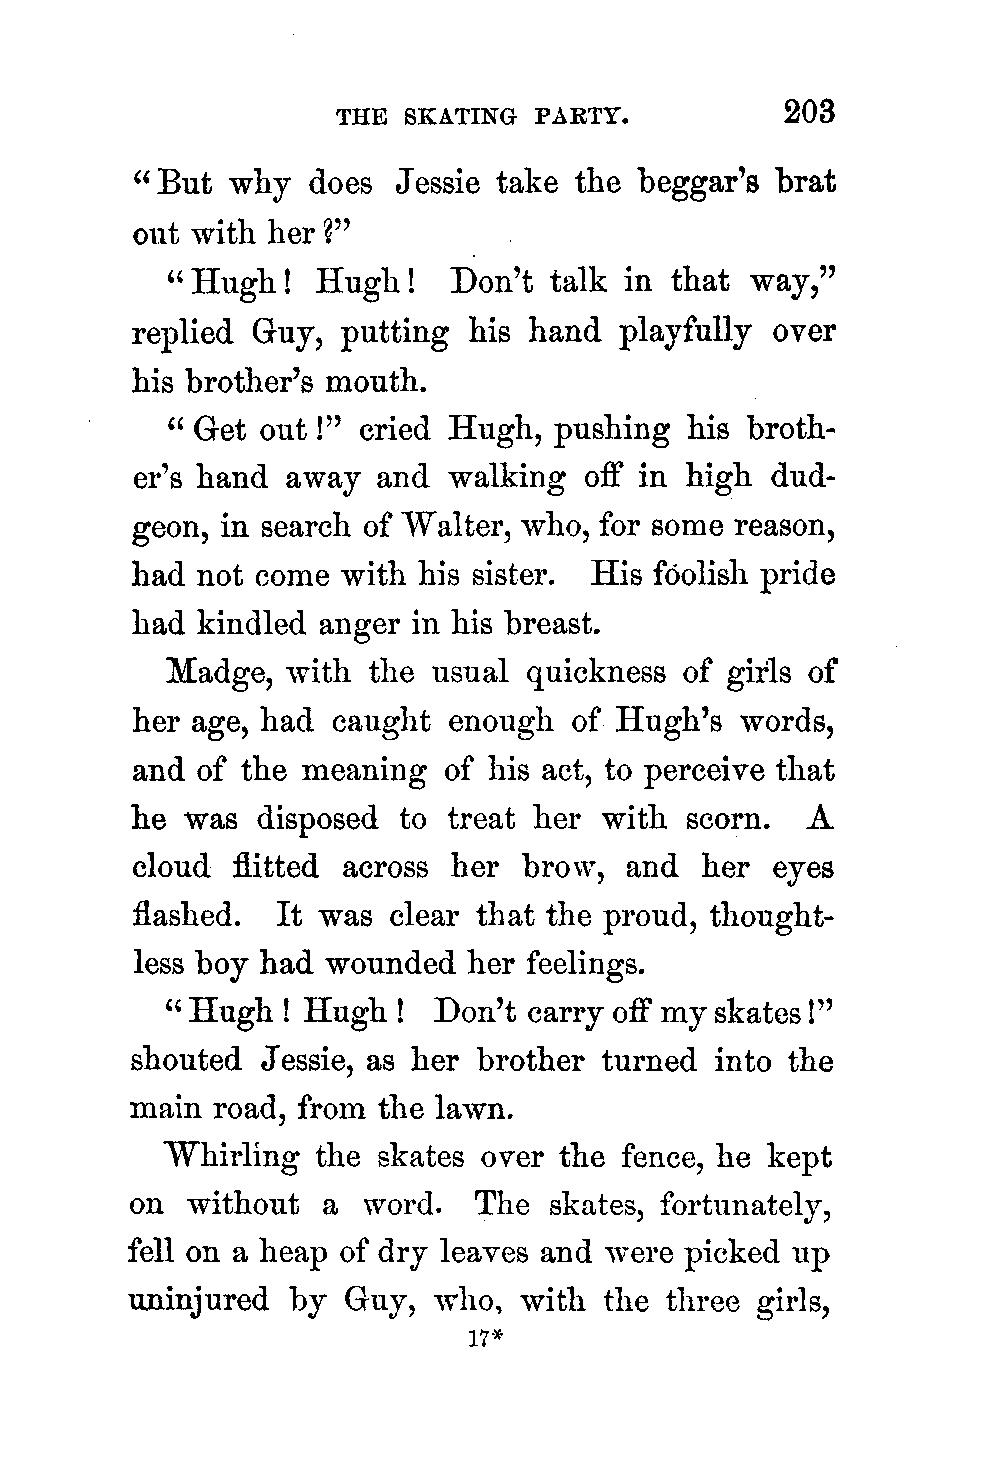 THE SKATING PARTY. 203
“But why does Jessie take the beggar’s brat
out with her?”
“Hugh! Hugh! Don’t talk in that way,”
replied Guy, putting his hand playfully over
his brother’s mouth.
“Get out!” cried Hugh, pushing his broth-
er’s hand away and walking off in high dud-
geon, in search of Walter, who, for some reason,
had not come with his sister. His foolish pride
had kindled anger in his breast.
Madge, with the usual quickness of girls of
her age, had caught enough of Hugh’s words,
and of the meaning of his act, to perceive that
he was disposed to treat her with scorn. A
cloud flitted across her brow, and her eyes
flashed. It was clear that the proud, thought-
less boy had wounded her feelings.
“Hugh! Hugh! Don’t carry off my skates!”
shouted Jessie, as her brother turned into the
main road, from the lawn.
Whirling the skates over the fence, he kept
on without a word. The skates, fortunately,
fell on a heap of dry leaves and were picked up
uninjured by Guy, who, with the three girls,
17*